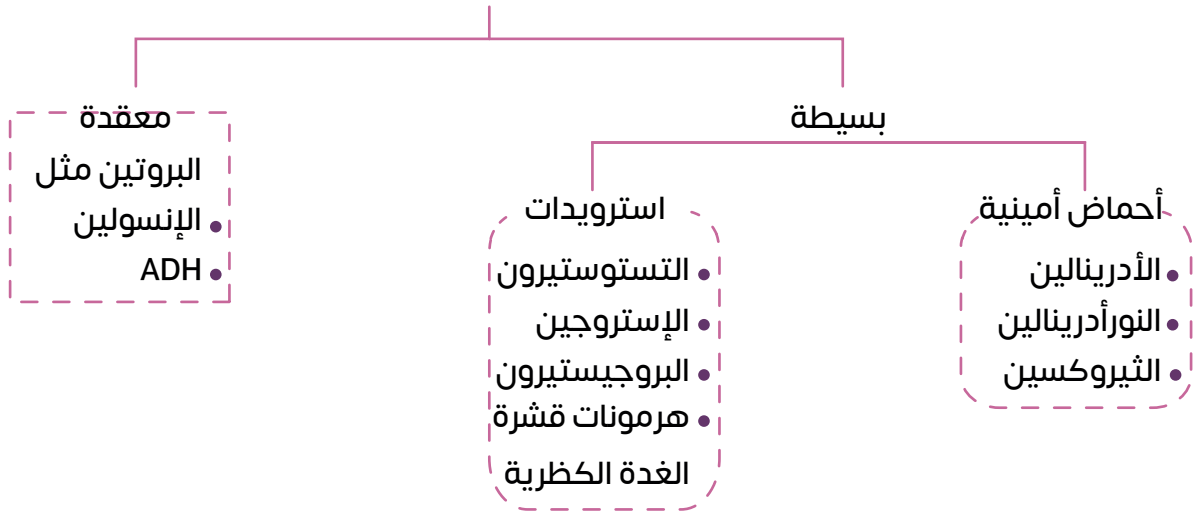 بسيطة
أحماض أمينية
• الأدرينالين
• النورأدرينالين
• الثيروكسين
استرويدات
• التستوستيرون
• الإستروجين
• البروجيستيرون
• هرمونات قشرة
الغدة الكظرية
معقدة
البروتين مثل
• الإنسولين
• ADH